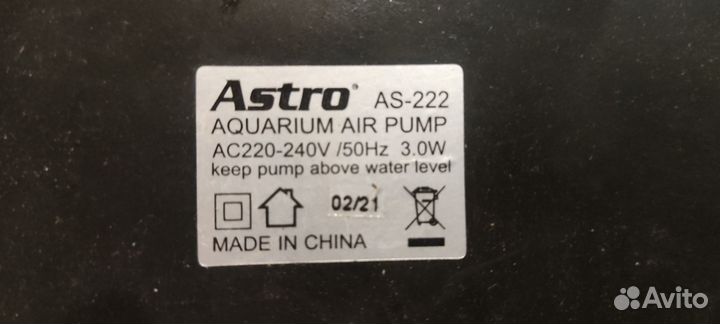 Astro® AS-222
AQUARIUM AIR PUMP
AC220-240V /50Hz 3.0W
keep pump above water level
02/21
MADE IN CHINA
Avito